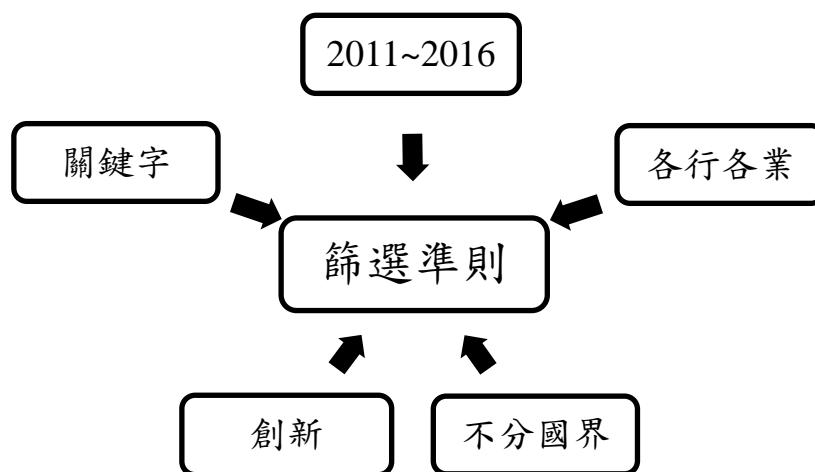 2011~2016
關鍵字
各行各業
篩選準則
創新
不分國界